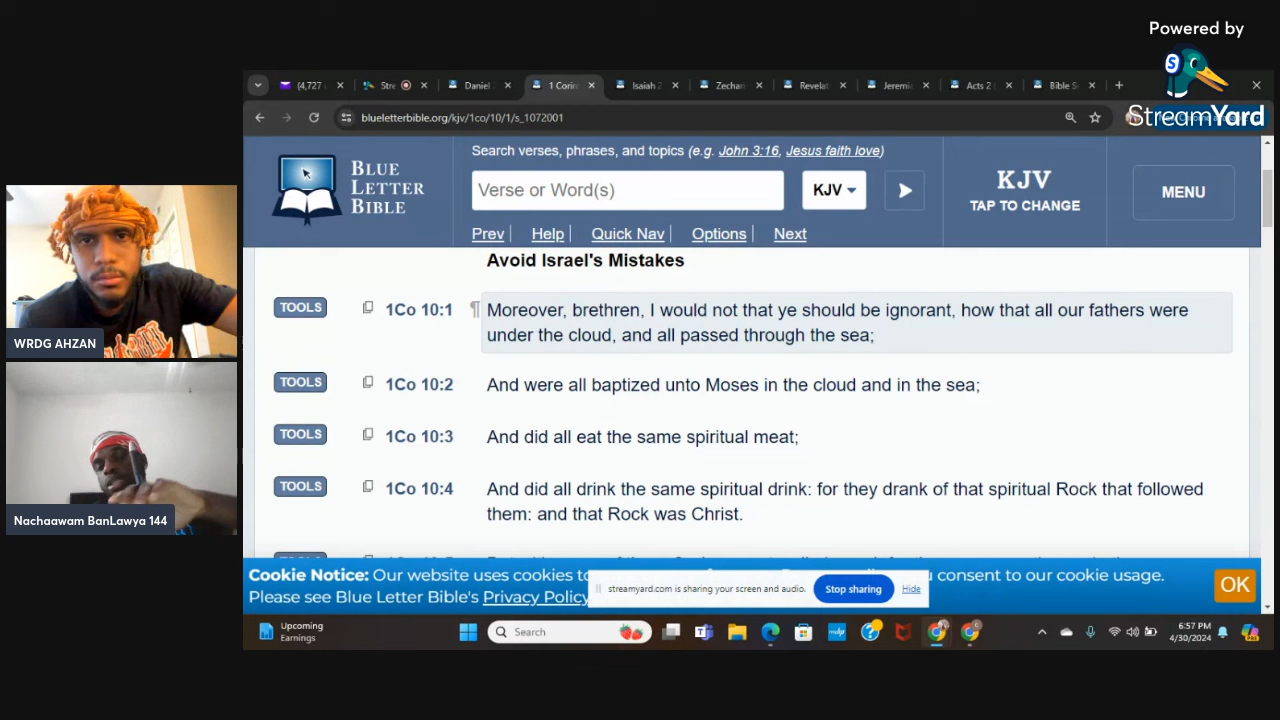 Powered by
StreamYard
(4,727
Stre
Daniel
1 Corin
Isaiah 2
Zechar
Revelat
Jeremi
Acts 2
Bible S
blueletterbible.org/kjv/1co/10/1/s_1072001
BLUE
LETTER
BIBLE
Search verses, phrases, and topics (e.g. John 3:16, Jesus faith love)
Verse or Word(s)
KJV
Prev
Help
Quick Nav
Options
Next
KJV
TAP TO CHANGE
MENU
Avoid Israel's Mistakes
TOOLS 1Co 10:1 ¶ Moreover, brethren, I would not that ye should be ignorant, how that all our fathers were
under the cloud, and all passed through the sea;
TOOLS 1Co 10:2 And were all baptized unto Moses in the cloud and in the sea;
TOOLS 1Co 10:3 And did all eat the same spiritual meat;
TOOLS 1Co 10:4 And did all drink the same spiritual drink: for they drank of that spiritual Rock that followed
them: and that Rock was Christ.
WRDG AHZAN
Nachaawam BanLawya 144
Cookie Notice: Our website uses cookies to
consent to our cookie usage.
Please see Blue Letter Bible's Privacy Policy
OK
streamyard.com is sharing your screen and audio.
Stop sharing
Hide
Upcoming
Earnings
Search
6:57 PM
4/30/2024